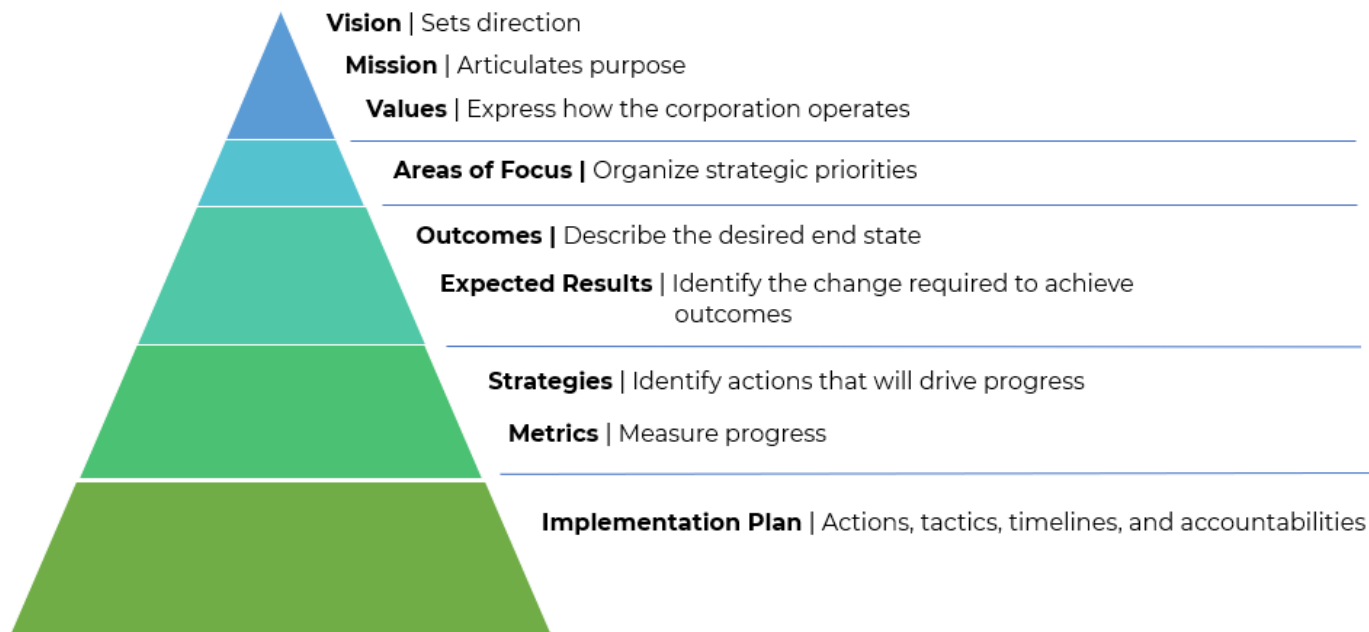 Vision | Sets direction
Mission | Articulates purpose
Values | Express how the corporation operates
Areas of Focus | Organize strategic priorities
Outcomes | Describe the desired end state
Expected Results | Identify the change required to achieve
outcomes
Strategies | Identify actions that will drive progress
Metrics | Measure progress
Implementation Plan | Actions, tactics, timelines, and accountabilities